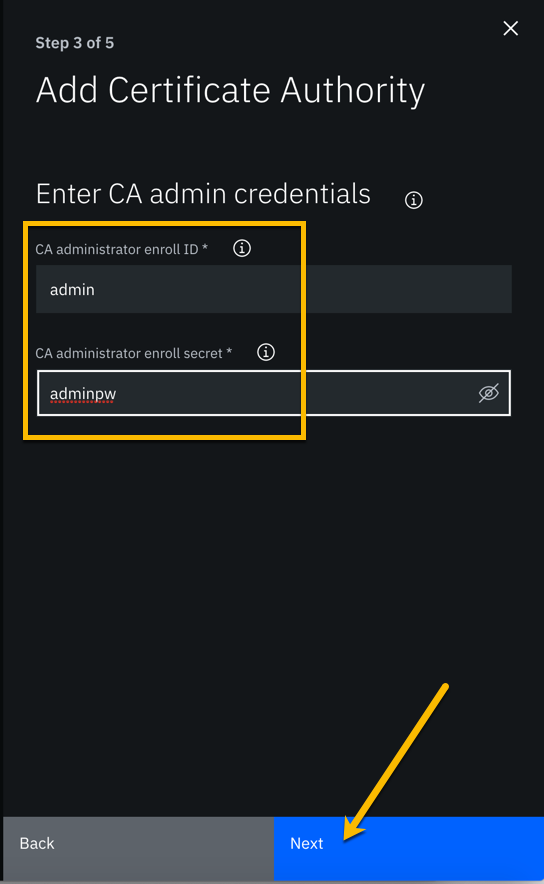 Step 3 of 5
Add Certificate Authority
Enter CA admin credentials
CA administrator enroll ID *
admin
CA administrator enroll secret *
adminpw
Back
Next